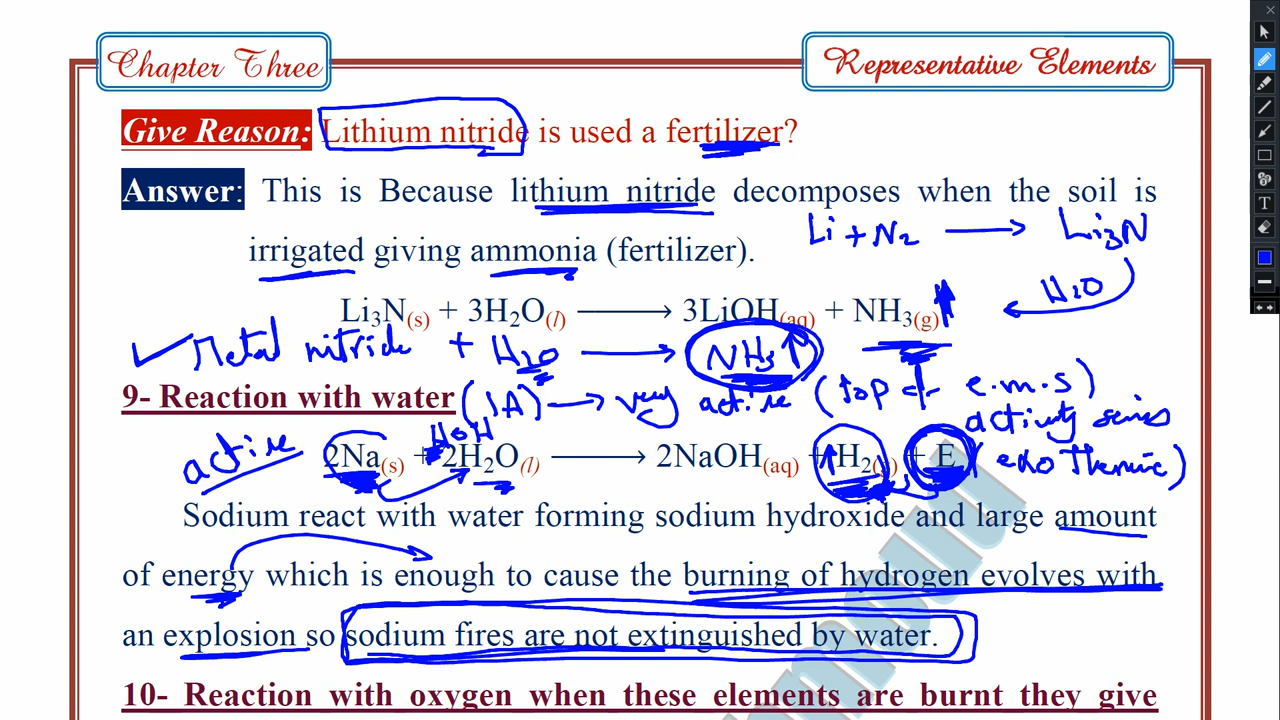 Chapter Three
Representative Elements
Give Reason: Lithium nitride is used a fertilizer?
Answer: This is Because lithium nitride decomposes when the soil is
Li + N2 → Li3N
irrigated giving ammonia (fertilizer).
H2O
Li₃N(s) + 3H₂O(l) → 3LiOH(aq) + NH₃(g)
Metal nitride + H2O → NH3 ↑
9- Reaction with water (1A) → very active (top of e.m.s)
activity series
HOH
active 2Na(s) + 2H₂O(l) → 2NaOH(aq) + ↑H₂(g) + E (exothermic)
Sodium react with water forming sodium hydroxide and large amount
of energy which is enough to cause the burning of hydrogen evolves with
an explosion so sodium fires are not extinguished by water.
10- Reaction with oxygen when these elements are burnt they give